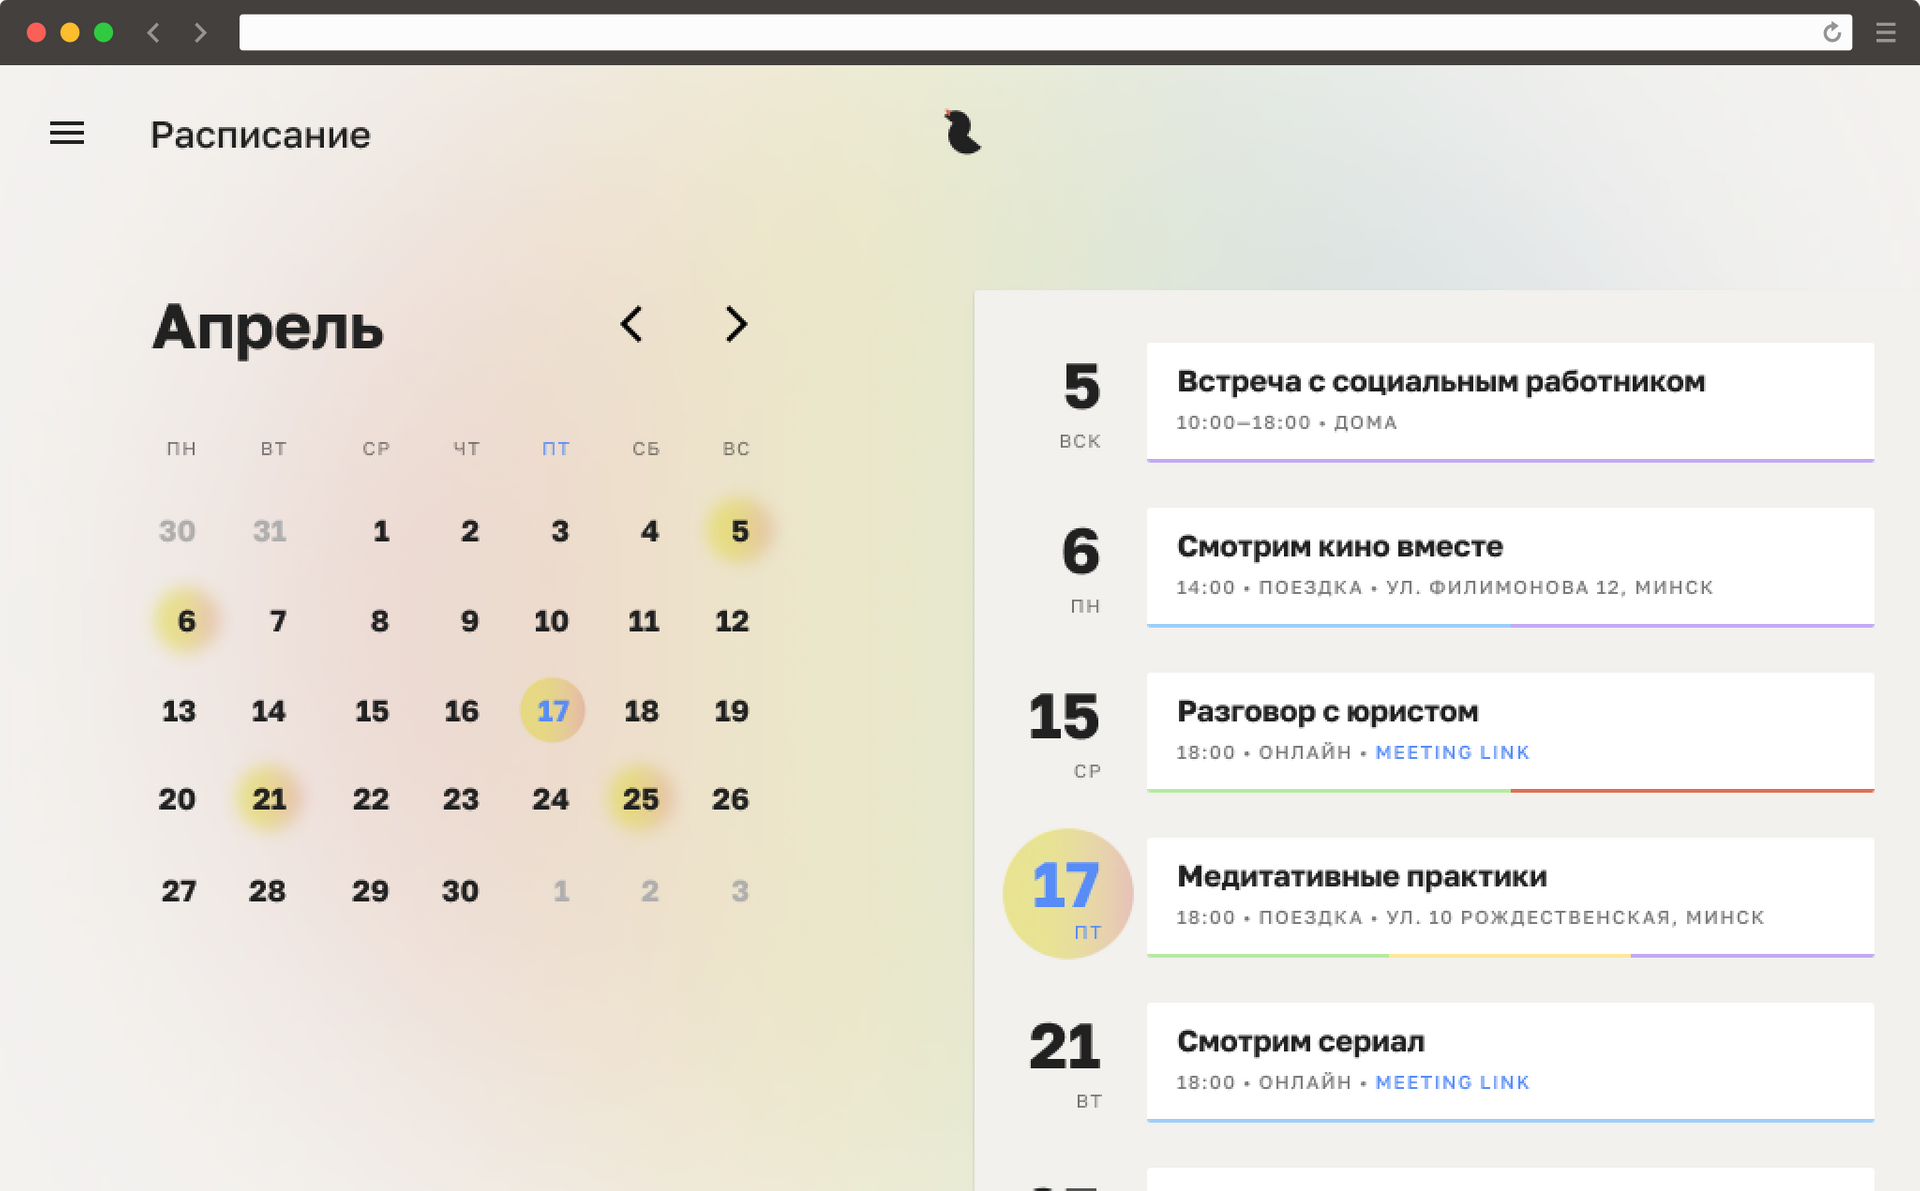 Расписание
Апрель
ПН ВТ СР ЧТ ПТ СБ ВС
30 31 1 2 3 4 5
6 7 8 9 10 11 12
13 14 15 16 17 18 19
20 21 22 23 24 25 26
27 28 29 30 1 2 3
5
ВСК
Встреча с социальным работником
10:00–18:00 • ДОМА
6
ПН
Смотрим кино вместе
14:00 • ПОЕЗДКА • УЛ. ФИЛИМОНОВА 12, МИНСК
15
СР
Разговор с юристом
18:00 • ОНЛАЙН • MEETING LINK
17
ПТ
Медитативные практики
18:00 • ПОЕЗДКА • УЛ. 10 РОЖДЕСТВЕНСКАЯ, МИНСК
21
ВТ
Смотрим сериал
18:00 • ОНЛАЙН • MEETING LINK